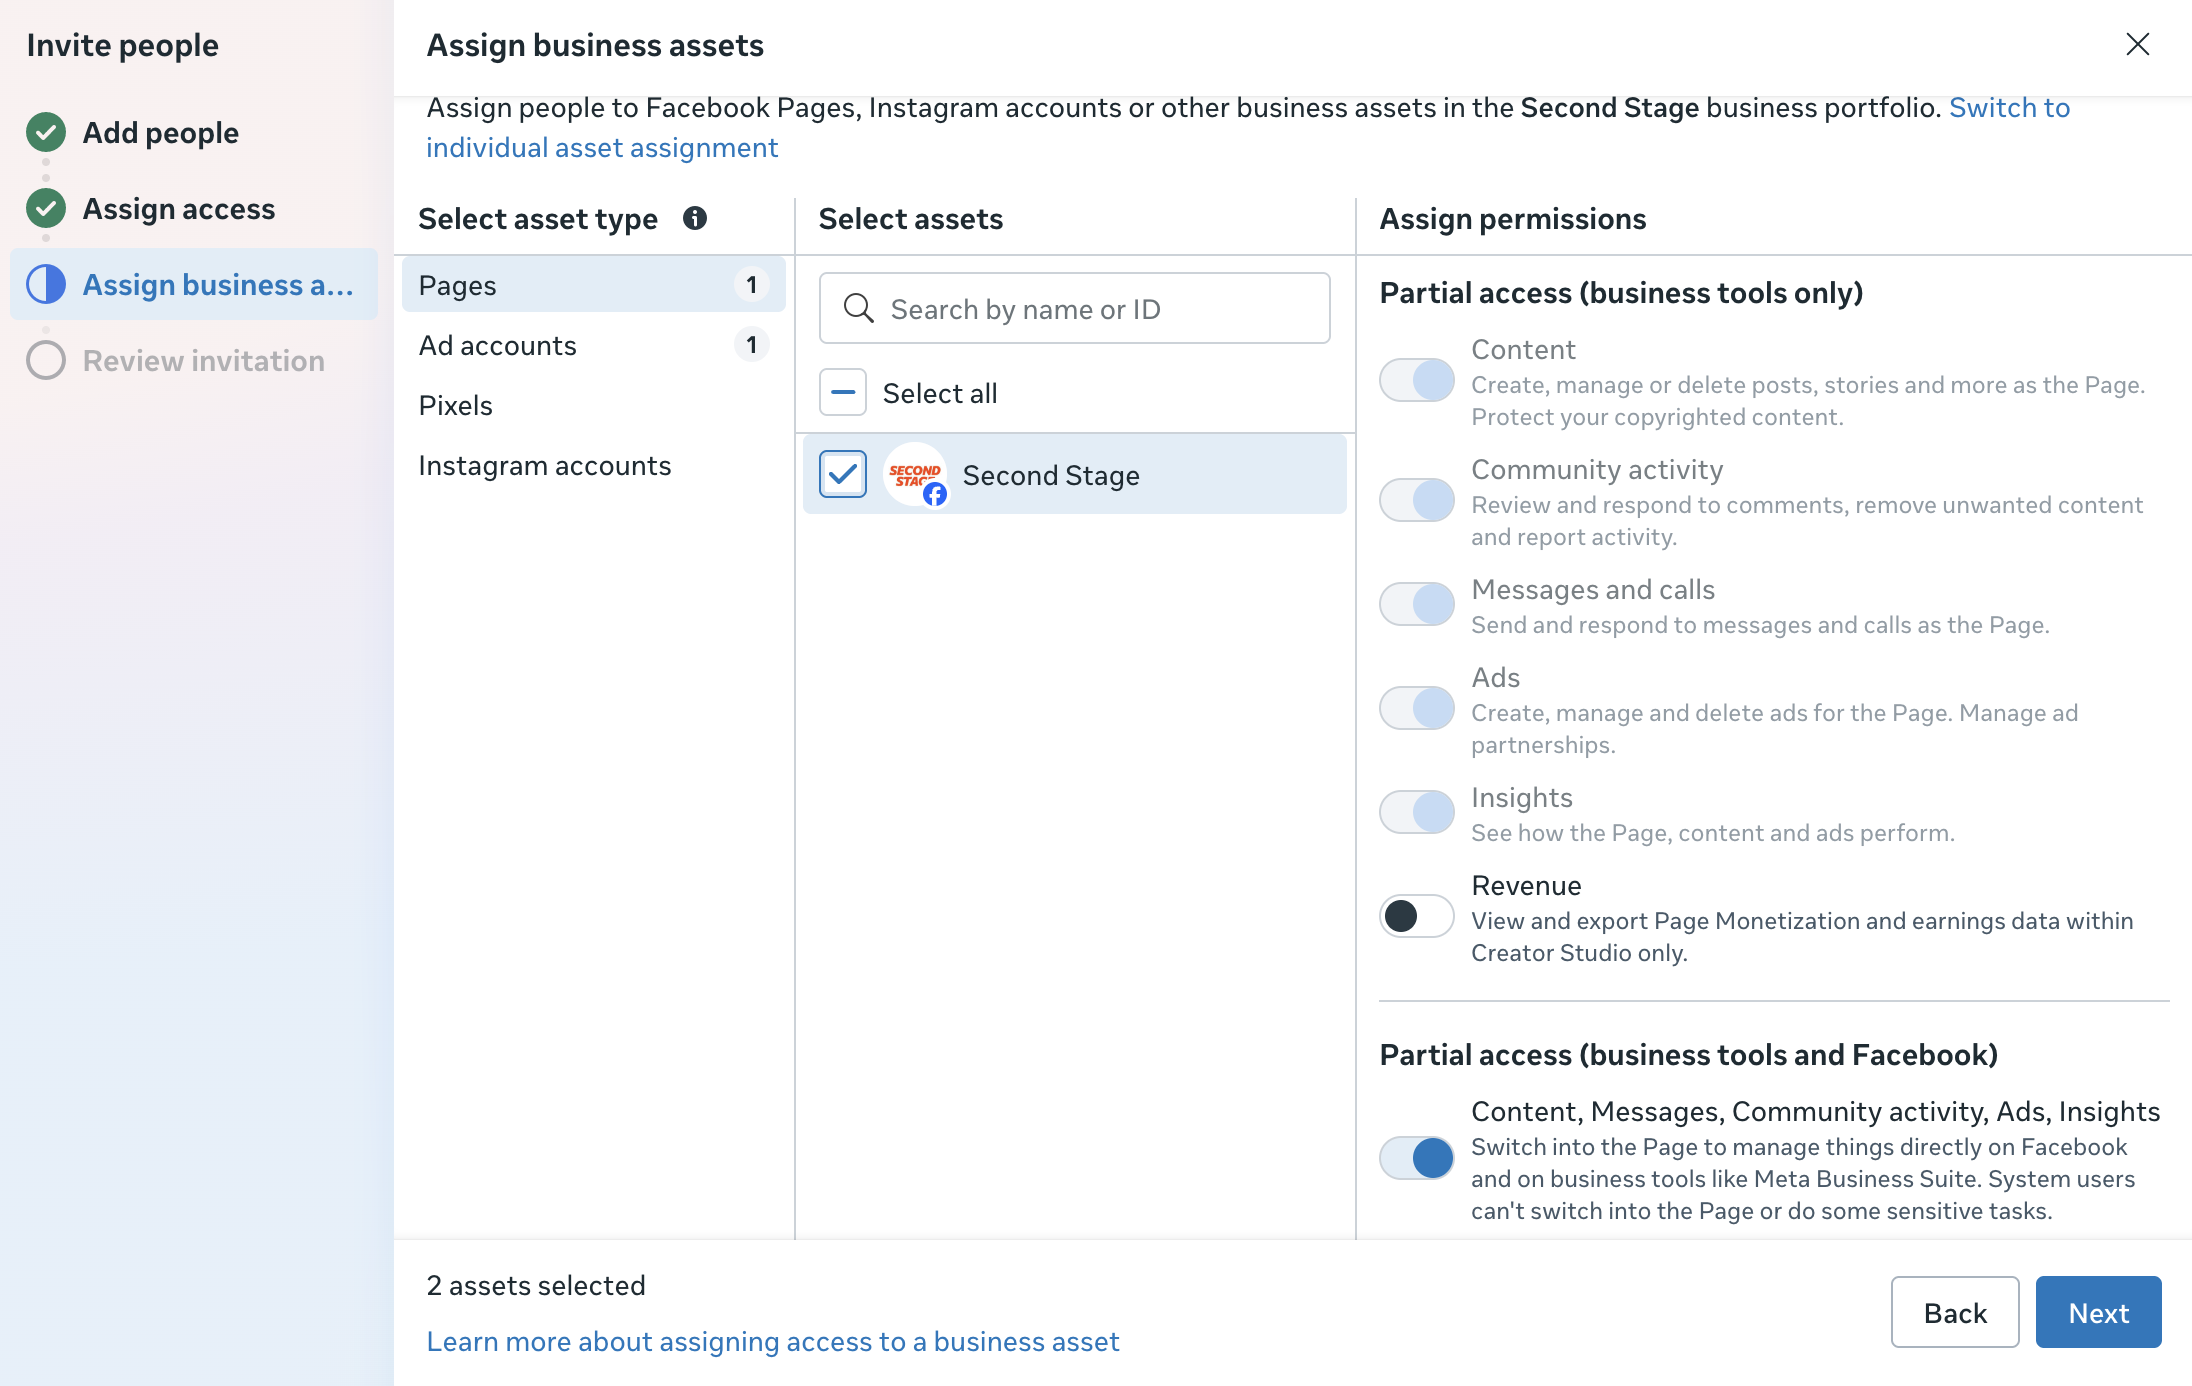 Invite people
Add people
Assign access
Assign business a...
Review invitation
Assign business assets
Assign people to Facebook Pages, Instagram accounts or other business assets in the Second Stage business portfolio. Switch to
individual asset assignment
Select asset type
Pages 1
Ad accounts 1
Pixels
Instagram accounts
Select assets
Search by name or ID
Select all
SECOND
STAGE
Second Stage
Assign permissions
Partial access (business tools only)
Content
Create, manage or delete posts, stories and more as the Page.
Protect your copyrighted content.
Community activity
Review and respond to comments, remove unwanted content
and report activity.
Messages and calls
Send and respond to messages and calls as the Page.
Ads
Create, manage and delete ads for the Page. Manage ad
partnerships.
Insights
See how the Page, content and ads perform.
Revenue
View and export Page Monetization and earnings data within
Creator Studio only.
Partial access (business tools and Facebook)
Content, Messages, Community activity, Ads, Insights
Switch into the Page to manage things directly on Facebook
and on business tools like Meta Business Suite. System users
can't switch into the Page or do some sensitive tasks.
2 assets selected
Learn more about assigning access to a business asset
Back
Next